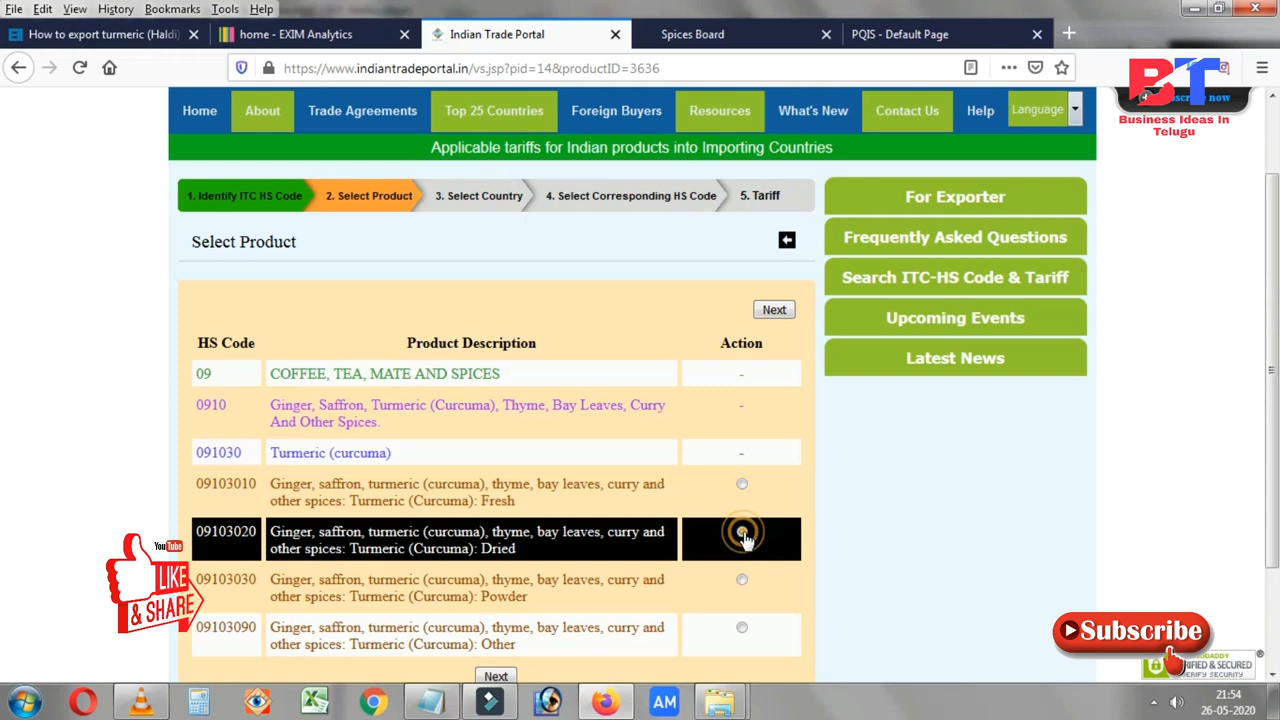 File Edit View History Bookmarks Tools Help
How to export turmeric (Haldi)
home - EXIM Analytics
Indian Trade Portal
Spices Board
PQIS - Default Page
https://www.indiantradeportal.in/vs.jsp?pid=14&productID=3636
BT
Business Ideas In
Telugu
Home About Trade Agreements Top 25 Countries Foreign Buyers Resources What's New Contact Us Help Language
Applicable tariffs for Indian products into Importing Countries
1. Identify ITC HS Code 2. Select Product 3. Select Country 4. Select Corresponding HS Code 5. Tariff
For Exporter
Frequently Asked Questions
Search ITC-HS Code & Tariff
Upcoming Events
Latest News
Select Product
Next
HS Code Product Description Action
09 COFFEE, TEA, MATE AND SPICES -
0910 Ginger, Saffron, Turmeric (Curcuma), Thyme, Bay Leaves, Curry -
And Other Spices.
091030 Turmeric (curcuma) -
09103010 Ginger, saffron, turmeric (curcuma), thyme, bay leaves, curry and
other spices: Turmeric (Curcuma): Fresh
09103020 Ginger, saffron, turmeric (curcuma), thyme, bay leaves, curry and
other spices: Turmeric (Curcuma): Dried
09103030 Ginger, saffron, turmeric (curcuma), thyme, bay leaves, curry and
other spices: Turmeric (Curcuma): Powder
09103090 Ginger, saffron, turmeric (curcuma), thyme, bay leaves, curry and
other spices: Turmeric (Curcuma): Other
Next
You Tube
LIKE
& SHARE
Subscribe
VERIFIED & SECURED
VERIFY SECURITY
AM
21:54
26-05-2020